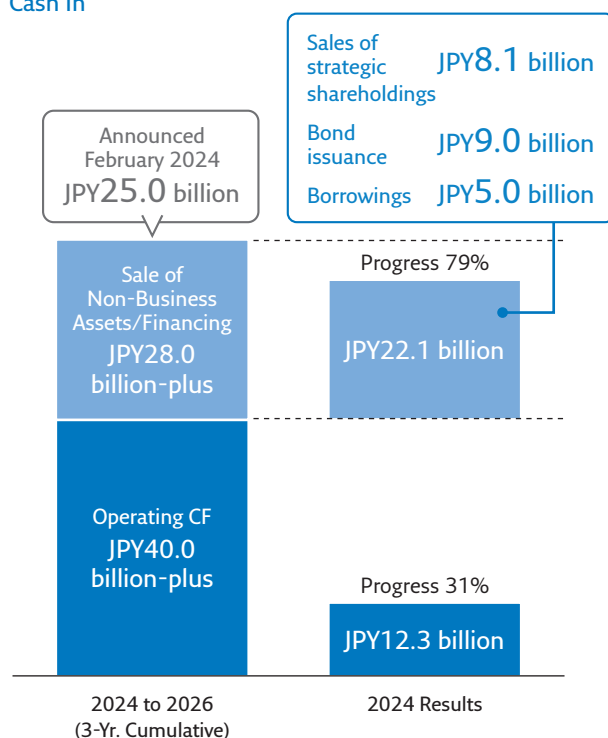 Cash In
Sales of
strategic
shareholdings
JPY8.1 billion
Bond
issuance
JPY9.0 billion
Borrowings
JPY5.0 billion
Announced
February 2024
JPY25.0 billion
Sale of
Non-Business
Assets/Financing
JPY28.0
billion-plus
Progress 79%
JPY22.1 billion
Operating CF
JPY40.0
billion-plus
Progress 31%
JPY12.3 billion
2024 to 2026
(3-Yr. Cumulative)
2024 Results